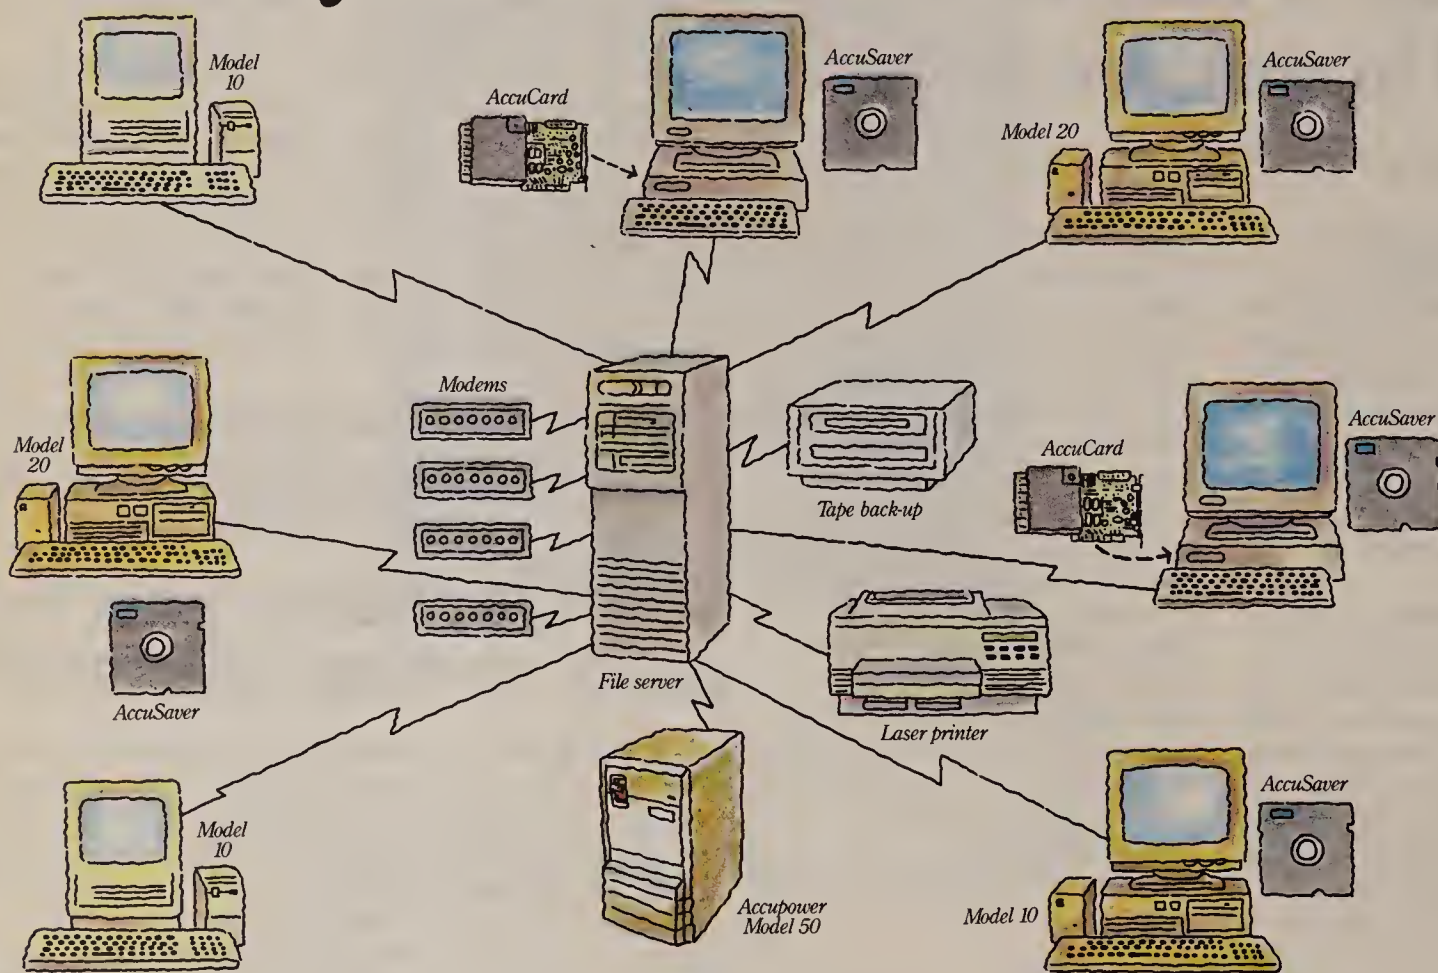 Model
10
AccuCard
AccuSaver
Model 20
AccuSaver
Modems
Model
20
Tape back-up
AccuCard
AccuSaver
AccuSaver
File server
Laser printer
Model
10
Accupower
Model 50
Model 10
AccuSaver